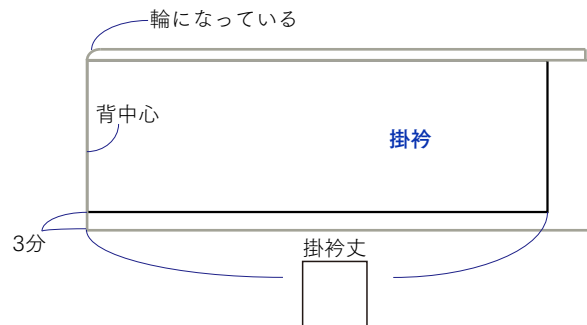 輪になっている
背中心
掛衿
3分
掛衿丈